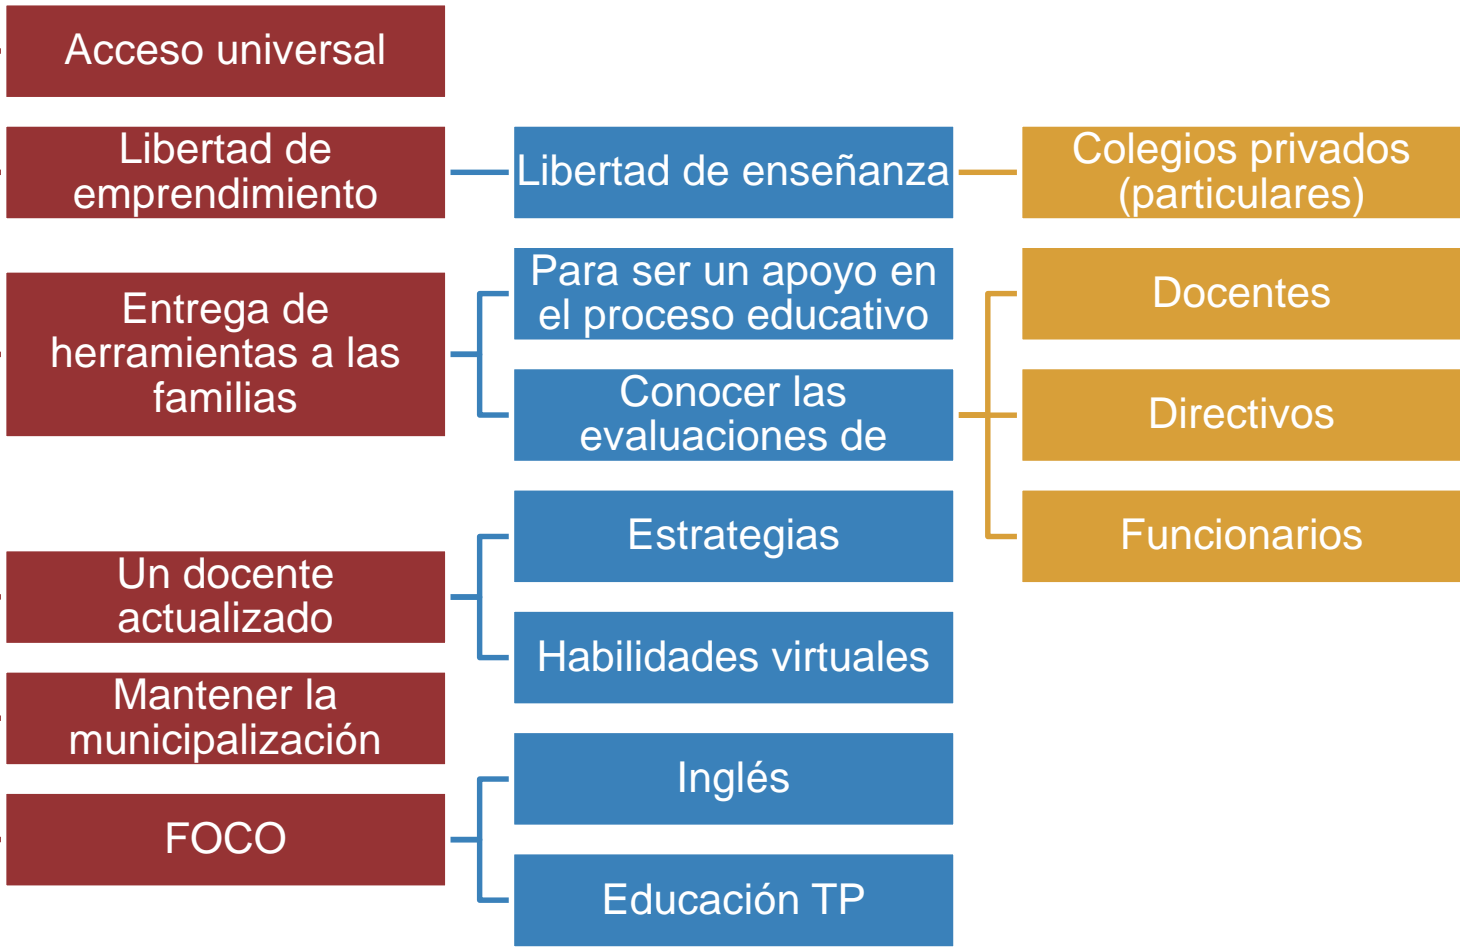 Acceso universal
Libertad de
emprendimiento
Libertad de enseñanza
Colegios privados
(particulares)
Entrega de
herramientas a las
familias
Para ser un apoyo en
el proceso educativo
Conocer las
evaluaciones de
Docentes
Directivos
Funcionarios
Un docente
actualizado
Estrategias
Habilidades virtuales
Mantener la
municipalización
FOCO
Inglés
Educación TP